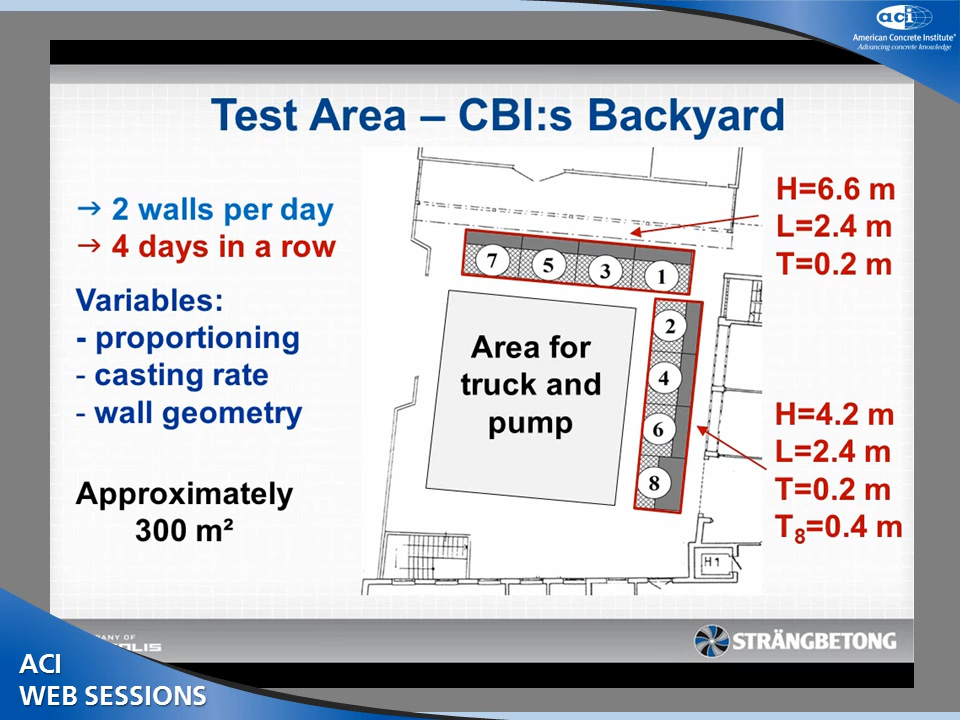 aci
American Concrete Institute®
Advancing concrete knowledge
Test Area – CBI:s Backyard
→ 2 walls per day
→ 4 days in a row
Variables:
- proportioning
- casting rate
- wall geometry
Approximately
300 m²
7 5 3 1
2
4
6
8
Area for
truck and
pump
H=6.6 m
L=2.4 m
T=0.2 m
H=4.2 m
L=2.4 m
T=0.2 m
T₈=0.4 m
H1
OF
STRÄNGBETONG
ACI
WEB SESSIONS